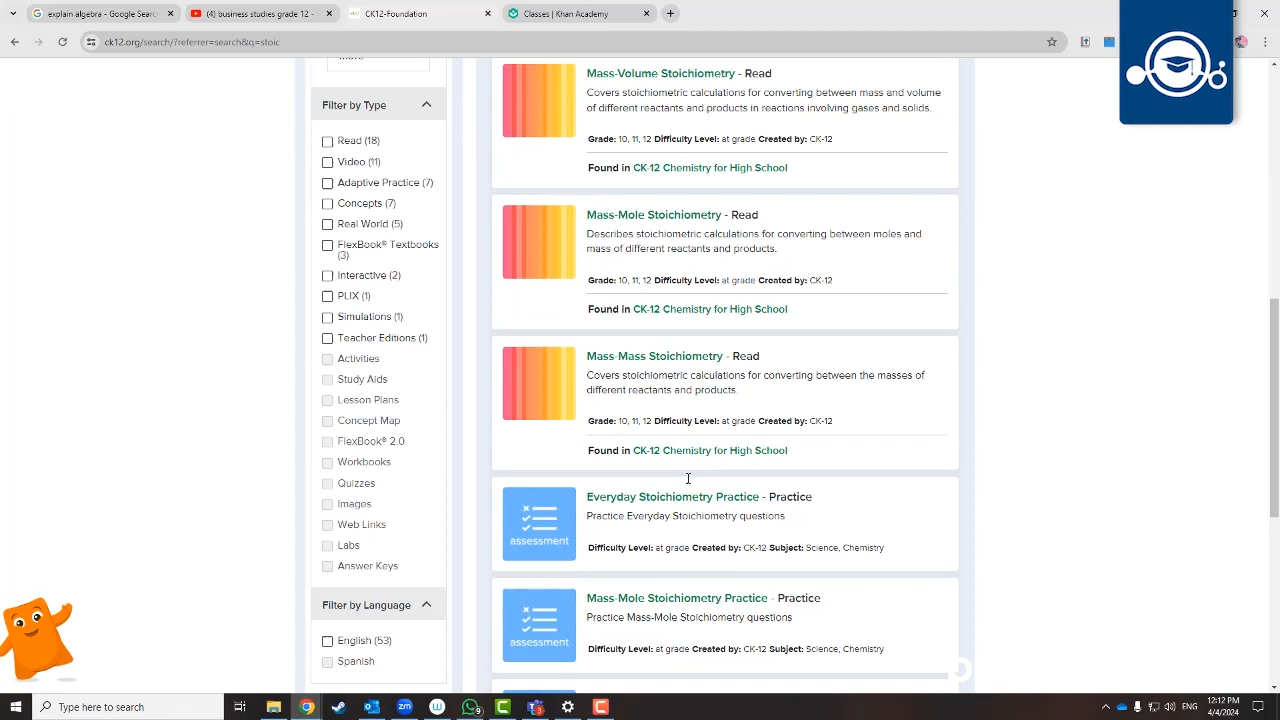 explain algebra - Google Search
(4) business studies grade 12 -
CK12-Foundation
Classes | Khan Academy
ck12.org/search/?referrer=search&q=stoic
Filter by Type
Read (18)
Video (11)
Adaptive Practice (7)
Concepts (7)
Real World (5)
FlexBook® Textbooks
(3)
Interactive (2)
PLIX (1)
Simulations (1)
Teacher Editions (1)
Activities
Study Aids
Lesson Plans
Concept Map
FlexBook® 2.0
Workbooks
Quizzes
Images
Web Links
Labs
Answer Keys
Filter by Language
English (53)
Spanish
Mass-Volume Stoichiometry - Read
Covers stoichiometric calculations for converting between mass and volume
of different reactants and products in reactions involving gases and solids.
Grade: 10, 11, 12 Difficulty Level: at grade Created by: CK-12
Found in CK-12 Chemistry for High School
Mass-Mole Stoichiometry - Read
Describes stoichiometric calculations for converting between moles and
mass of different reactants and products.
Grade: 10, 11, 12 Difficulty Level: at grade Created by: CK-12
Found in CK-12 Chemistry for High School
Mass-Mass Stoichiometry - Read
Covers stoichiometric calculations for converting between the masses of
different reactants and products.
Grade: 10, 11, 12 Difficulty Level: at grade Created by: CK-12
Found in CK-12 Chemistry for High School
assessment
Everyday Stoichiometry Practice - Practice
Practice Everyday Stoichiometry questions
Difficulty Level: at grade Created by: CK-12 Subject: Science, Chemistry
assessment
Mass-Mole Stoichiometry Practice - Practice
Practice Mass-Mole Stoichiometry questions
Difficulty Level: at grade Created by: CK-12 Subject: Science, Chemistry
Type here to search
12:12 PM
4/4/2024